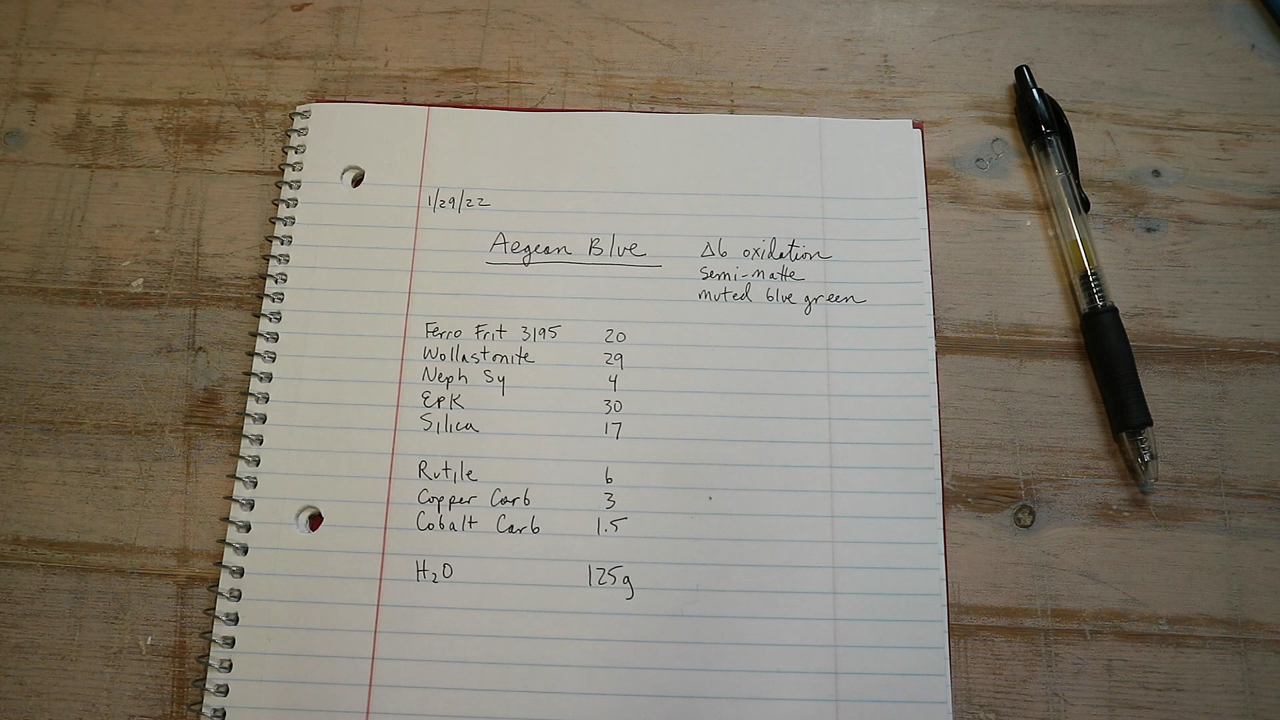 1/29/22
Aegean Blue
Δ6 oxidation
semi-matte
muted blue green
Ferro Frit 3195 20
Wollastonite 29
Neph Sy 4
EPK 30
Silica 17
Rutile 6
Copper Carb 3
Cobalt Carb 1.5
H₂O 125g